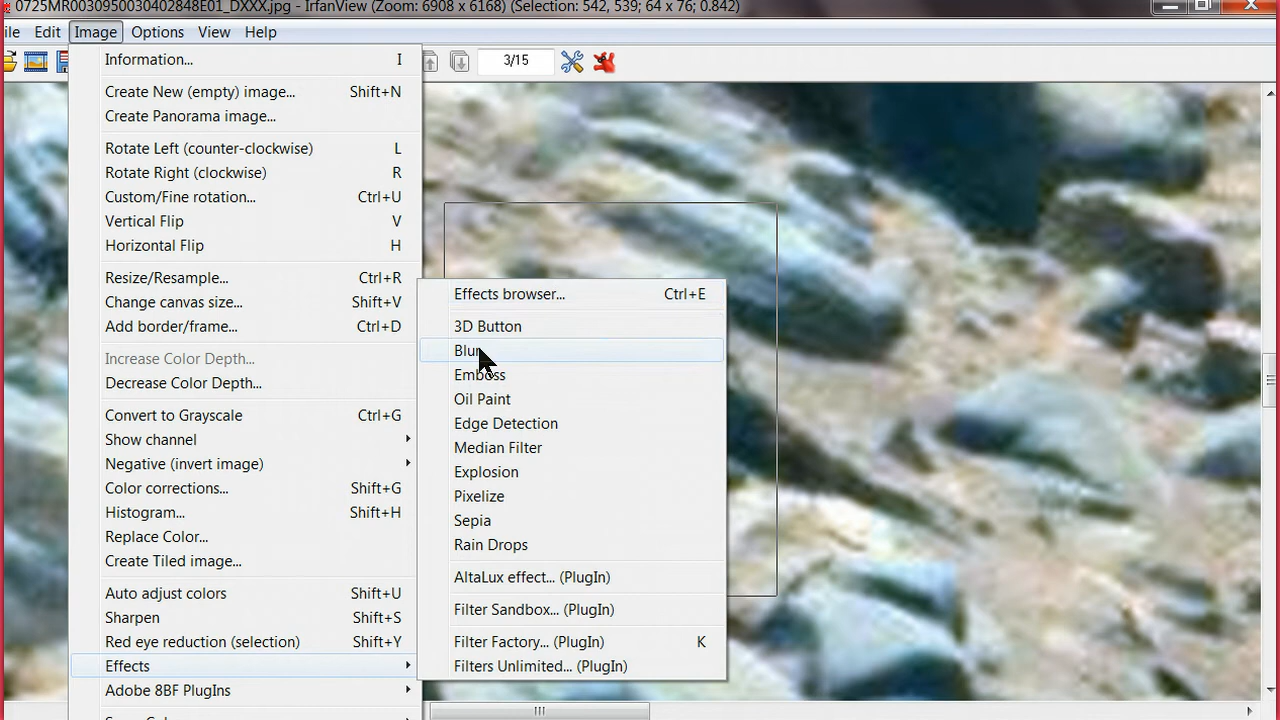 0725MR0030950030402848E01_DXXX.jpg - IrfanView (Zoom: 6908 x 6168) (Selection: 542, 539; 64 x 76; 0.842)
ile Edit Image Options View Help
3/15
Information... I
Create New (empty) image... Shift+N
Create Panorama image...
Rotate Left (counter-clockwise) L
Rotate Right (clockwise) R
Custom/Fine rotation... Ctrl+U
Vertical Flip V
Horizontal Flip H
Resize/Resample... Ctrl+R
Change canvas size... Shift+V
Add border/frame... Ctrl+D
Increase Color Depth...
Decrease Color Depth...
Convert to Grayscale Ctrl+G
Show channel
Negative (invert image)
Color corrections... Shift+G
Histogram... Shift+H
Replace Color...
Create Tiled image...
Auto adjust colors Shift+U
Sharpen Shift+S
Red eye reduction (selection) Shift+Y
Effects
Adobe 8BF PlugIns
Effects browser... Ctrl+E
3D Button
Blur
Emboss
Oil Paint
Edge Detection
Median Filter
Explosion
Pixelize
Sepia
Rain Drops
AltaLux effect... (PlugIn)
Filter Sandbox... (PlugIn)
Filter Factory... (PlugIn) K
Filters Unlimited... (PlugIn)